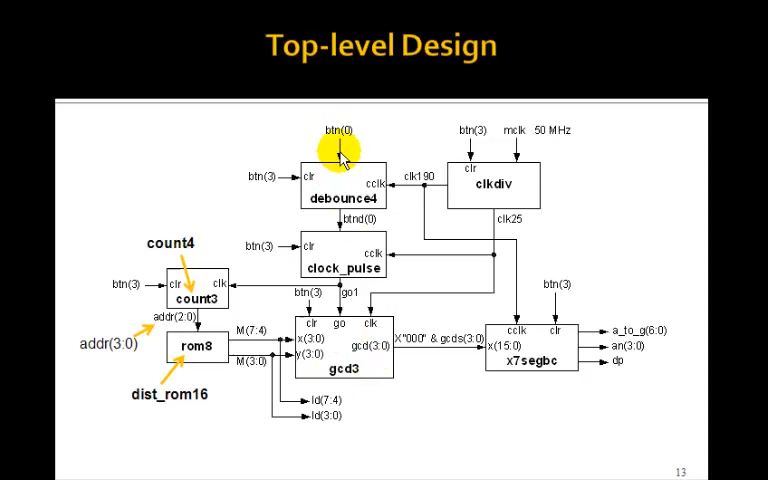 Top-level Design
btn(0)
btn(3)
mclk 50 MHz
btn(3)
clr
cclk
debounce4
clk190
clr
clkdiv
btnd(0)
clk25
count4
btn(3)
clr
cclk
clock_pulse
btn(3)
clr
clk
count3
btn(3)
go1
btn(3)
addr(2:0)
addr(3:0)
rom8
M(7:4)
M(3:0)
clr
go
clk
x(3:0)
y(3:0)
gcd(3:0)
gcd3
X"000" & gcds(3:0)
cclk
clr
x(15:0)
x7segbc
a_to_g(6:0)
an(3:0)
dp
dist_rom16
ld(7:4)
ld(3:0)
13